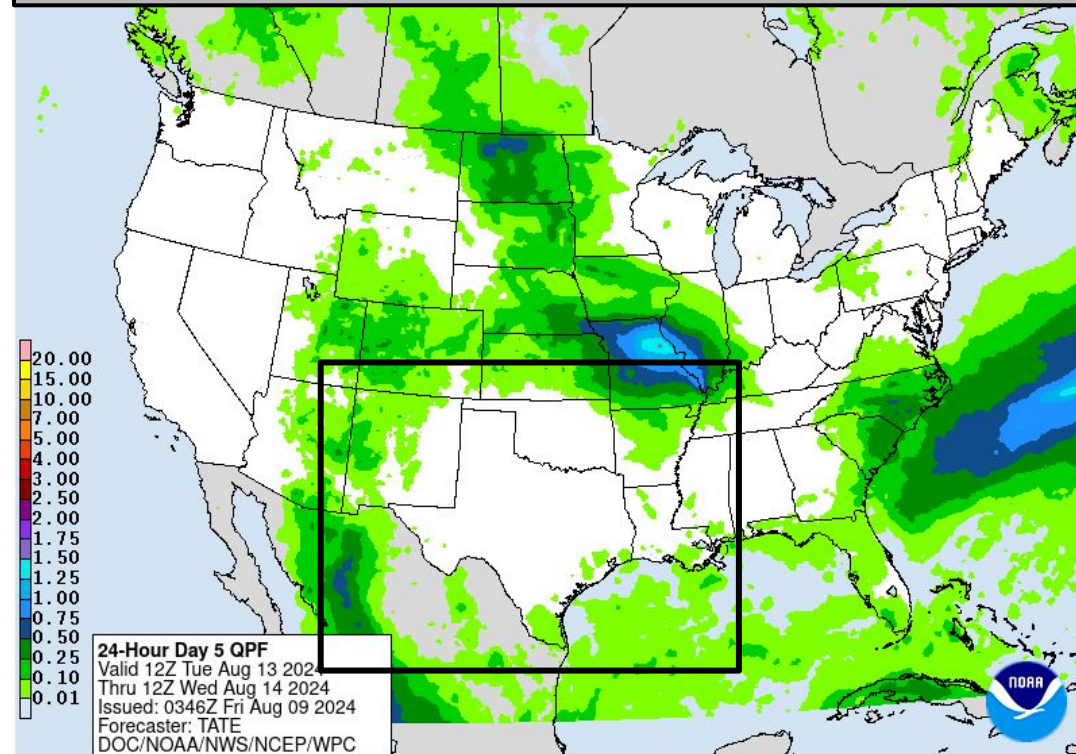 20.00
15.00
10.00
7.00
5.00
4.00
3.00
2.50
2.00
1.75
1.50
1.25
1.00
0.75
0.50
0.25
0.10
0.01
24-Hour Day 5 QPF
Valid 12Z Tue Aug 13 2024
Thru 12Z Wed Aug 14 2024
Issued: 0346Z Fri Aug 09 2024
Forecaster: TATE
DOC/NOAA/NWS/NCEP/WPC
NOAA